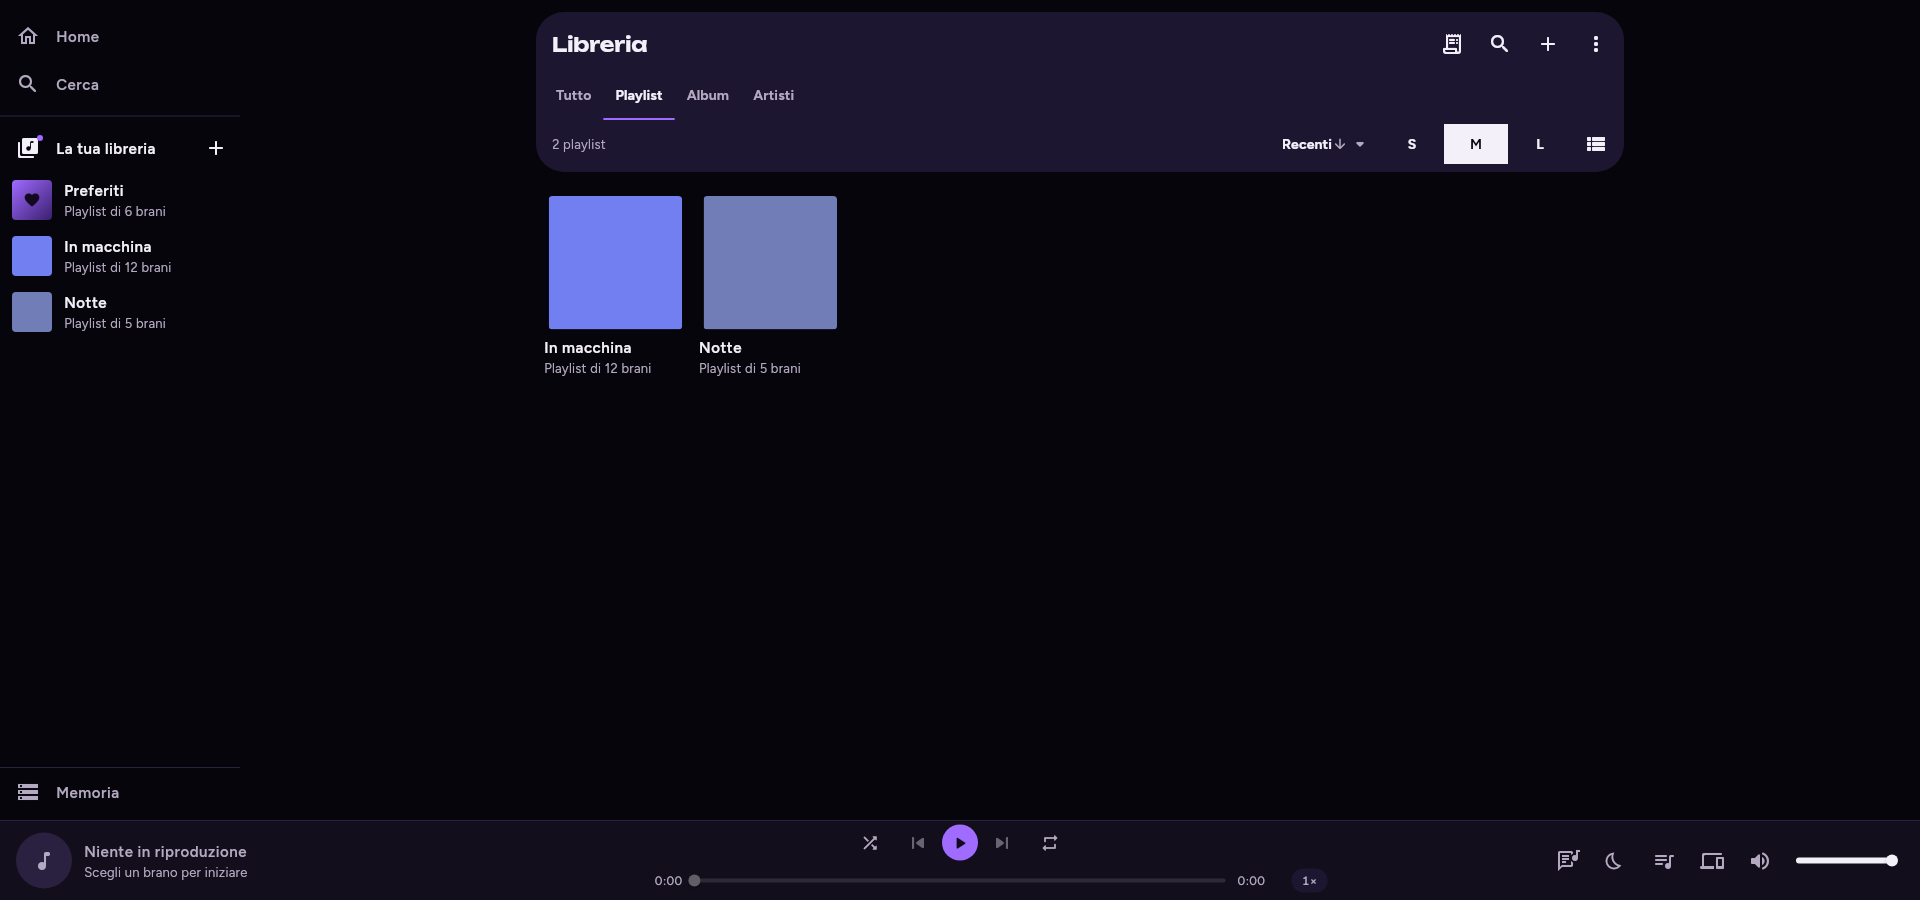 Home
Cerca
La tua libreria
Preferiti
Playlist di 6 brani
In macchina
Playlist di 12 brani
Notte
Playlist di 5 brani
Memoria
Libreria
Tutto Playlist Album Artisti
2 playlist
Recenti
S M L
In macchina
Playlist di 12 brani
Notte
Playlist di 5 brani
Niente in riproduzione
Scegli un brano per iniziare
0:00
0:00
1×